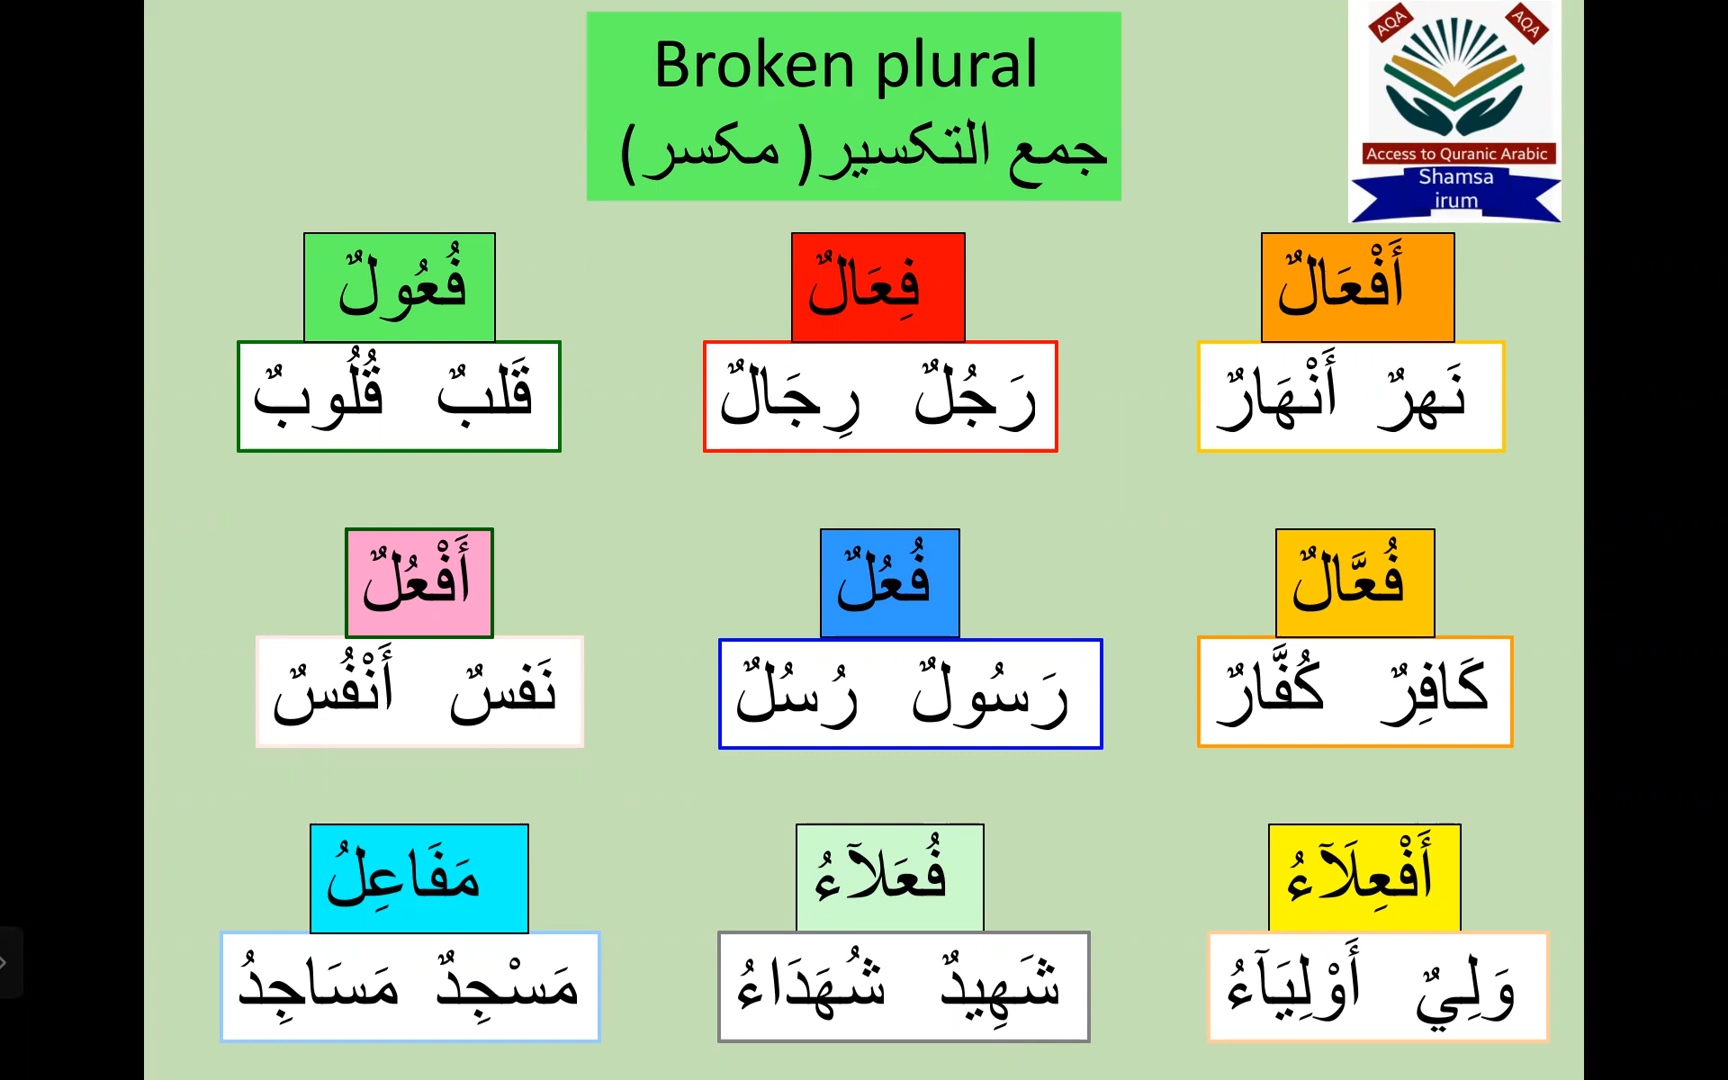 Broken plural
جمع التكسير( مكسر)
AQA AQA
Access to Quranic Arabic
Shamsa
irum
أَفْعَالٌ
نَهرٌ أَنْهَارٌ
فِعَالٌ
رَجُلٌ رِجَالٌ
فُعُولٌ
قَلبٌ قُلُوبٌ
فُعَّالٌ
كَافِرٌ كُفَّارٌ
فُعُلٌ
رَسُولٌ رُسُلٌ
أَفْعُلٌ
نَفسٌ أَنْفُسٌ
أَفْعِلَآءُ
وَلِيٌ أَوْلِيَآءُ
فُعَلَآءُ
شَهِيدٌ شُهَدَاءُ
مَفَاعِلُ
مَسْجِدٌ مَسَاجِدُ